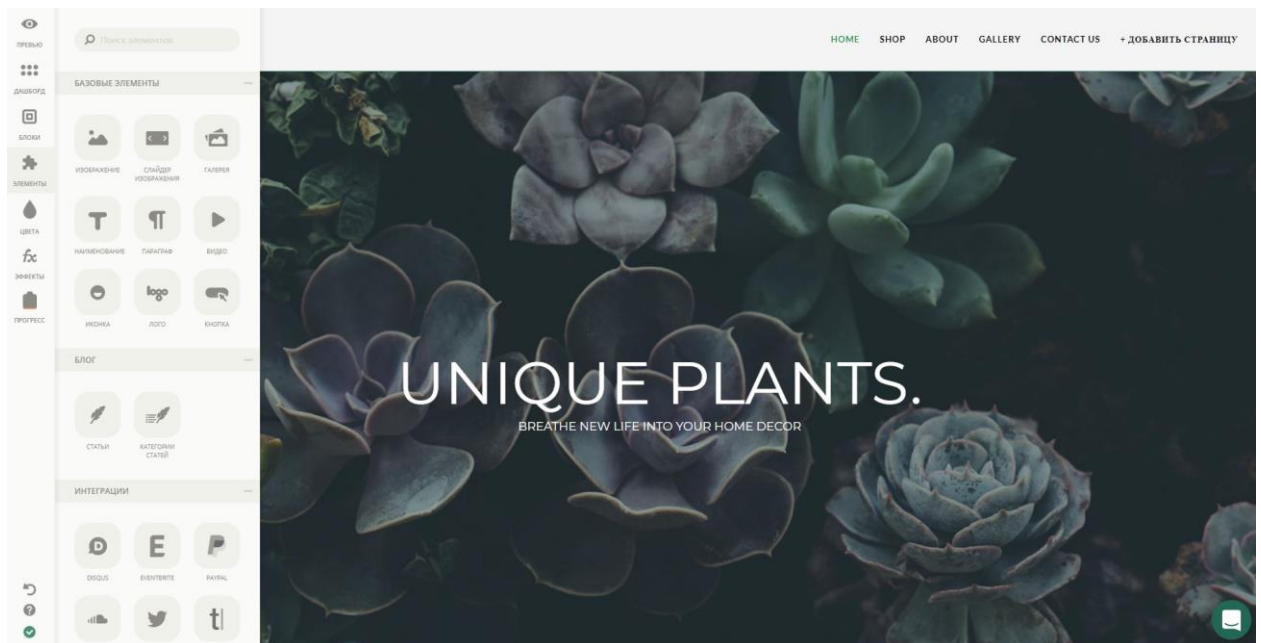 ПРЕВЬЮ
ДАШБОРД
БЛОКИ
ЭЛЕМЕНТЫ
ЦВЕТА
fx
ЭФФЕКТЫ
ПРОГРЕСС
Поиск элементов
БАЗОВЫЕ ЭЛЕМЕНТЫ
ИЗОБРАЖЕНИЕ
СЛАЙДЕР
ИЗОБРАЖЕНИЯ
ГАЛЕРЕЯ
НАИМЕНОВАНИЕ
ПАРАГРАФ
ВИДЕО
ИКОНКА
logo
ЛОГО
КНОПКА
БЛОГ
СТАТЬИ
КАТЕГОРИИ
СТАТЕЙ
ИНТЕГРАЦИИ
DISQUS
EVENTBRITE
PAYPAL
HOME SHOP ABOUT GALLERY CONTACT US + ДОБАВИТЬ СТРАНИЦУ
UNIQUE PLANTS.
BREATHE NEW LIFE INTO YOUR HOME DECOR